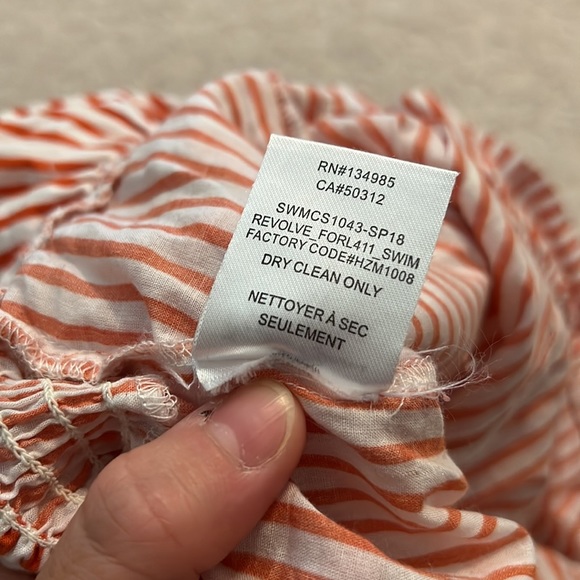 RN#134985
CA#50312
SWMCS1043-SP18
REVOLVE_FORL411_SWIM
FACTORY CODE#HZM1008
DRY CLEAN ONLY
NETTOYER À SEC
SEULEMENT